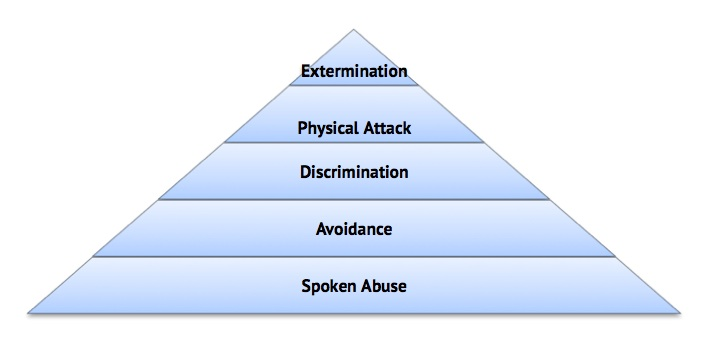 Extermination
Physical Attack
Discrimination
Avoidance
Spoken Abuse